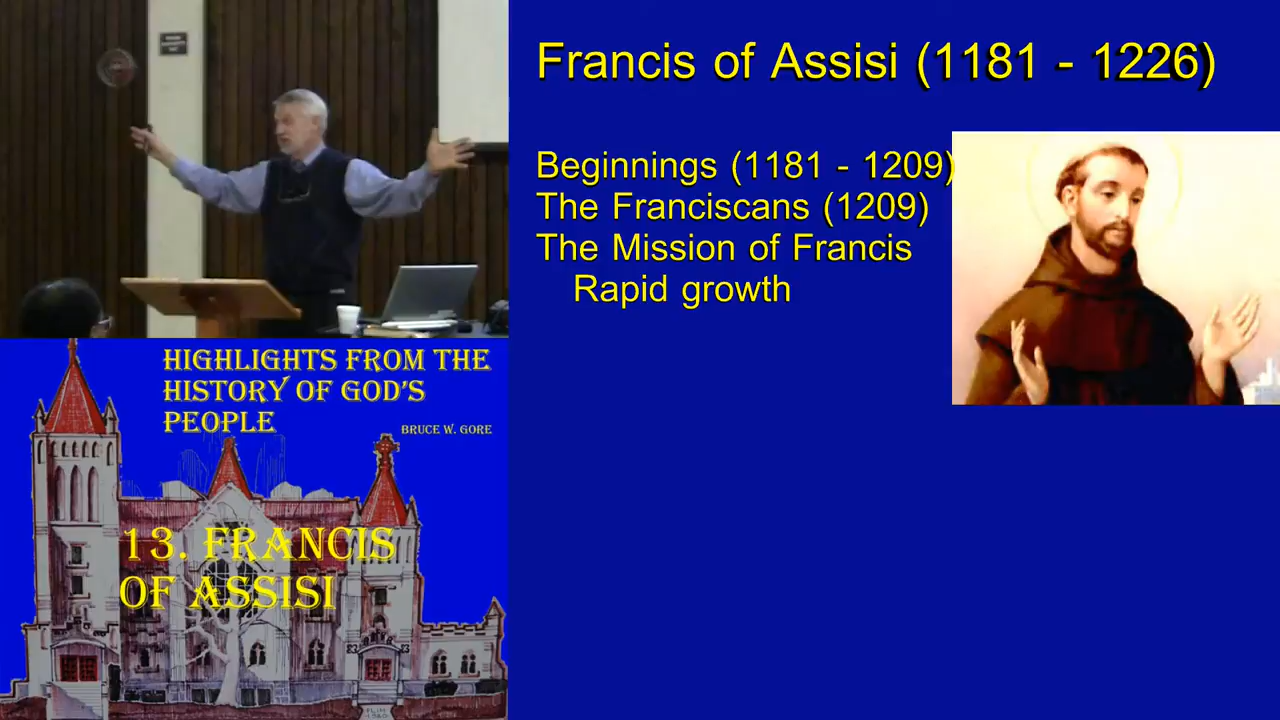 Francis of Assisi (1181 - 1226)
Beginnings (1181 - 1209)
The Franciscans (1209)
The Mission of Francis
Rapid growth
HIGHLIGHTS FROM THE
HISTORY OF GOD'S
PEOPLE
BRUCE W. GORE
13. FRANCIS
OF ASSISI